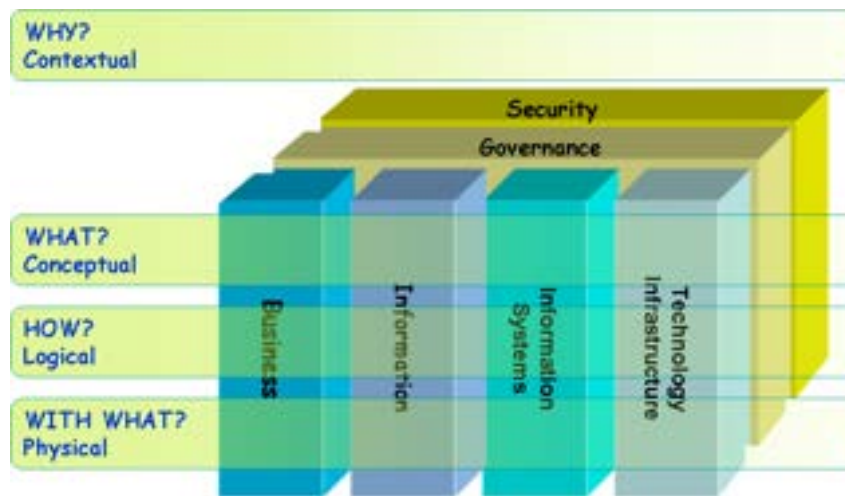 WHY?
Contextual
Security
Governance
WHAT?
Conceptual
HOW?
Logical
WITH WHAT?
Physical
Business
Information
Information
Systems
Technology
Infrastructure